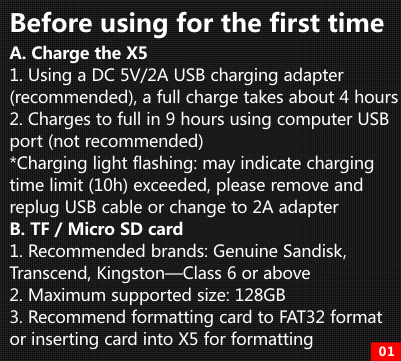 Before using for the first time
A. Charge the X5
1. Using a DC 5V/2A USB charging adapter
(recommended), a full charge takes about 4 hours
2. Charges to full in 9 hours using computer USB
port (not recommended)
*Charging light flashing: may indicate charging
time limit (10h) exceeded, please remove and
replug USB cable or change to 2A adapter
B. TF / Micro SD card
1. Recommended brands: Genuine Sandisk,
Transcend, Kingston—Class 6 or above
2. Maximum supported size: 128GB
3. Recommend formatting card to FAT32 format
or inserting card into X5 for formatting
01